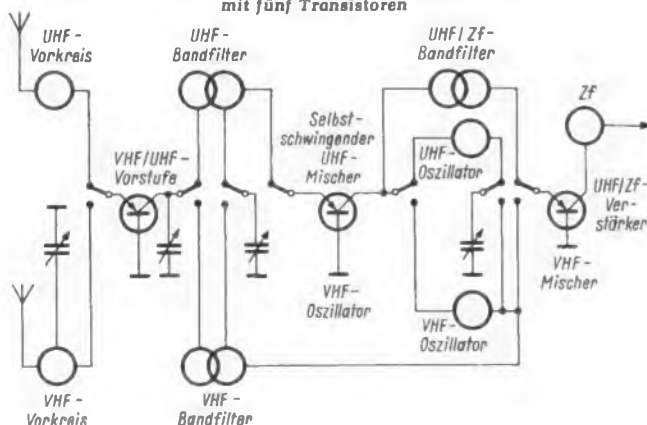 mit fünf Transistoren
UHF-
Vorkreis
UHF-
Bandfilter
UHF/Zf-
Bandfilter
Zf
VHF/UHF-
Vorstufe
Selbst-
schwingender
UHF-
Mischer
UHF-
Oszillator
UHF/Zf-
Ver-
stärker
VHF-
Oszillator
VHF-
Mischer
VHF-
Oszillator
VHF-
Vorkreis
VHF-
Bandfilter